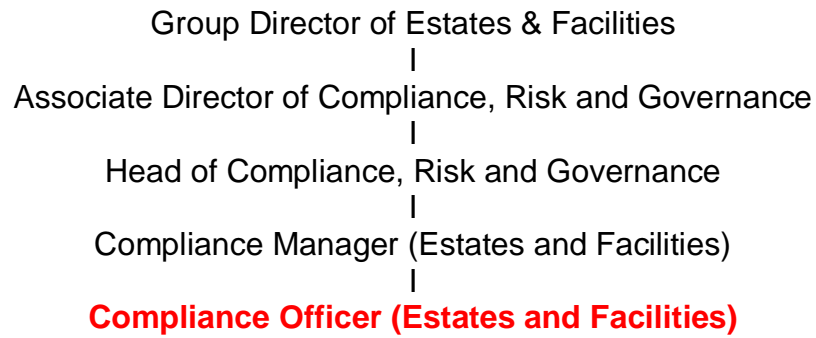 Group Director of Estates & Facilities
I
Associate Director of Compliance, Risk and Governance
I
Head of Compliance, Risk and Governance
I
Compliance Manager (Estates and Facilities)
I
Compliance Officer (Estates and Facilities)